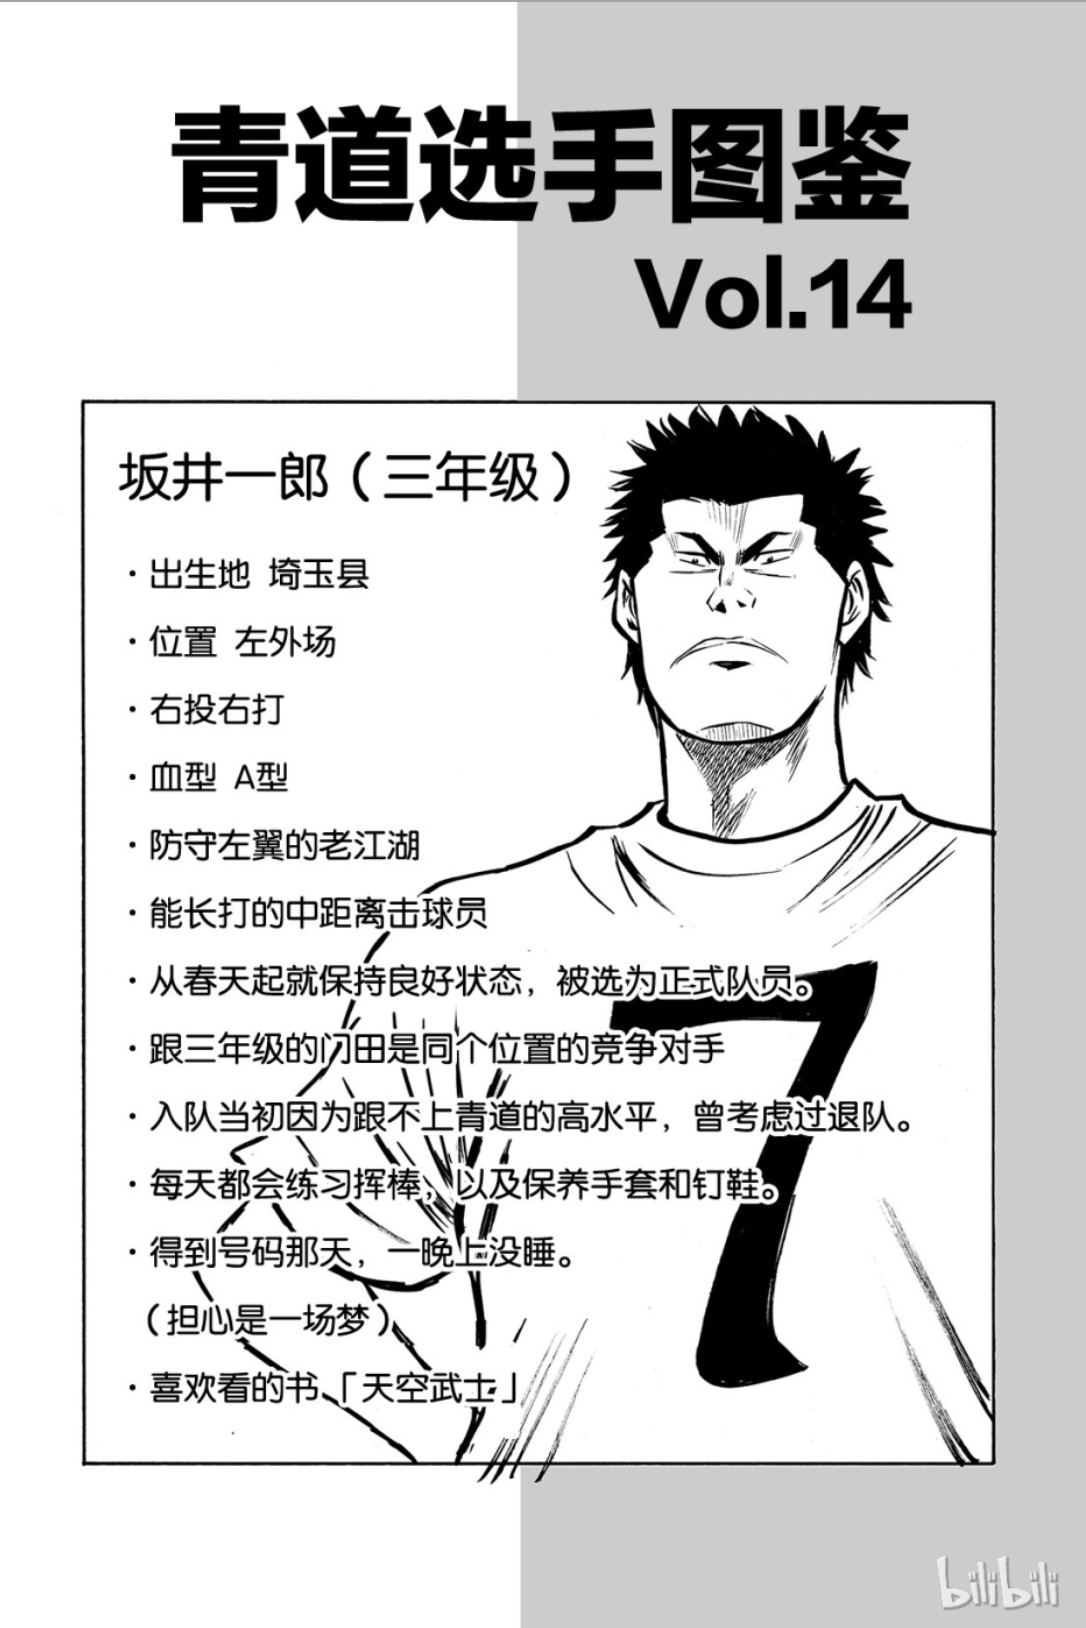 青道选手图鉴
Vol.14
坂井一郎（三年级）
・出生地 埼玉县
・位置 左外场
・右投右打
・血型 A型
・防守左翼的老江湖
・能长打的中距离击球员
・从春天起就保持良好状态，被选为正式队员。
・跟三年级的门田是同个位置的竞争对手
・入队当初因为跟不上青道的高水平，曾考虑过退队。
・每天都会练习挥棒，以及保养手套和钉鞋。
・得到号码那天，一晚上没睡。
（担心是一场梦）
・喜欢看的书「天空武士」
7
bilibili